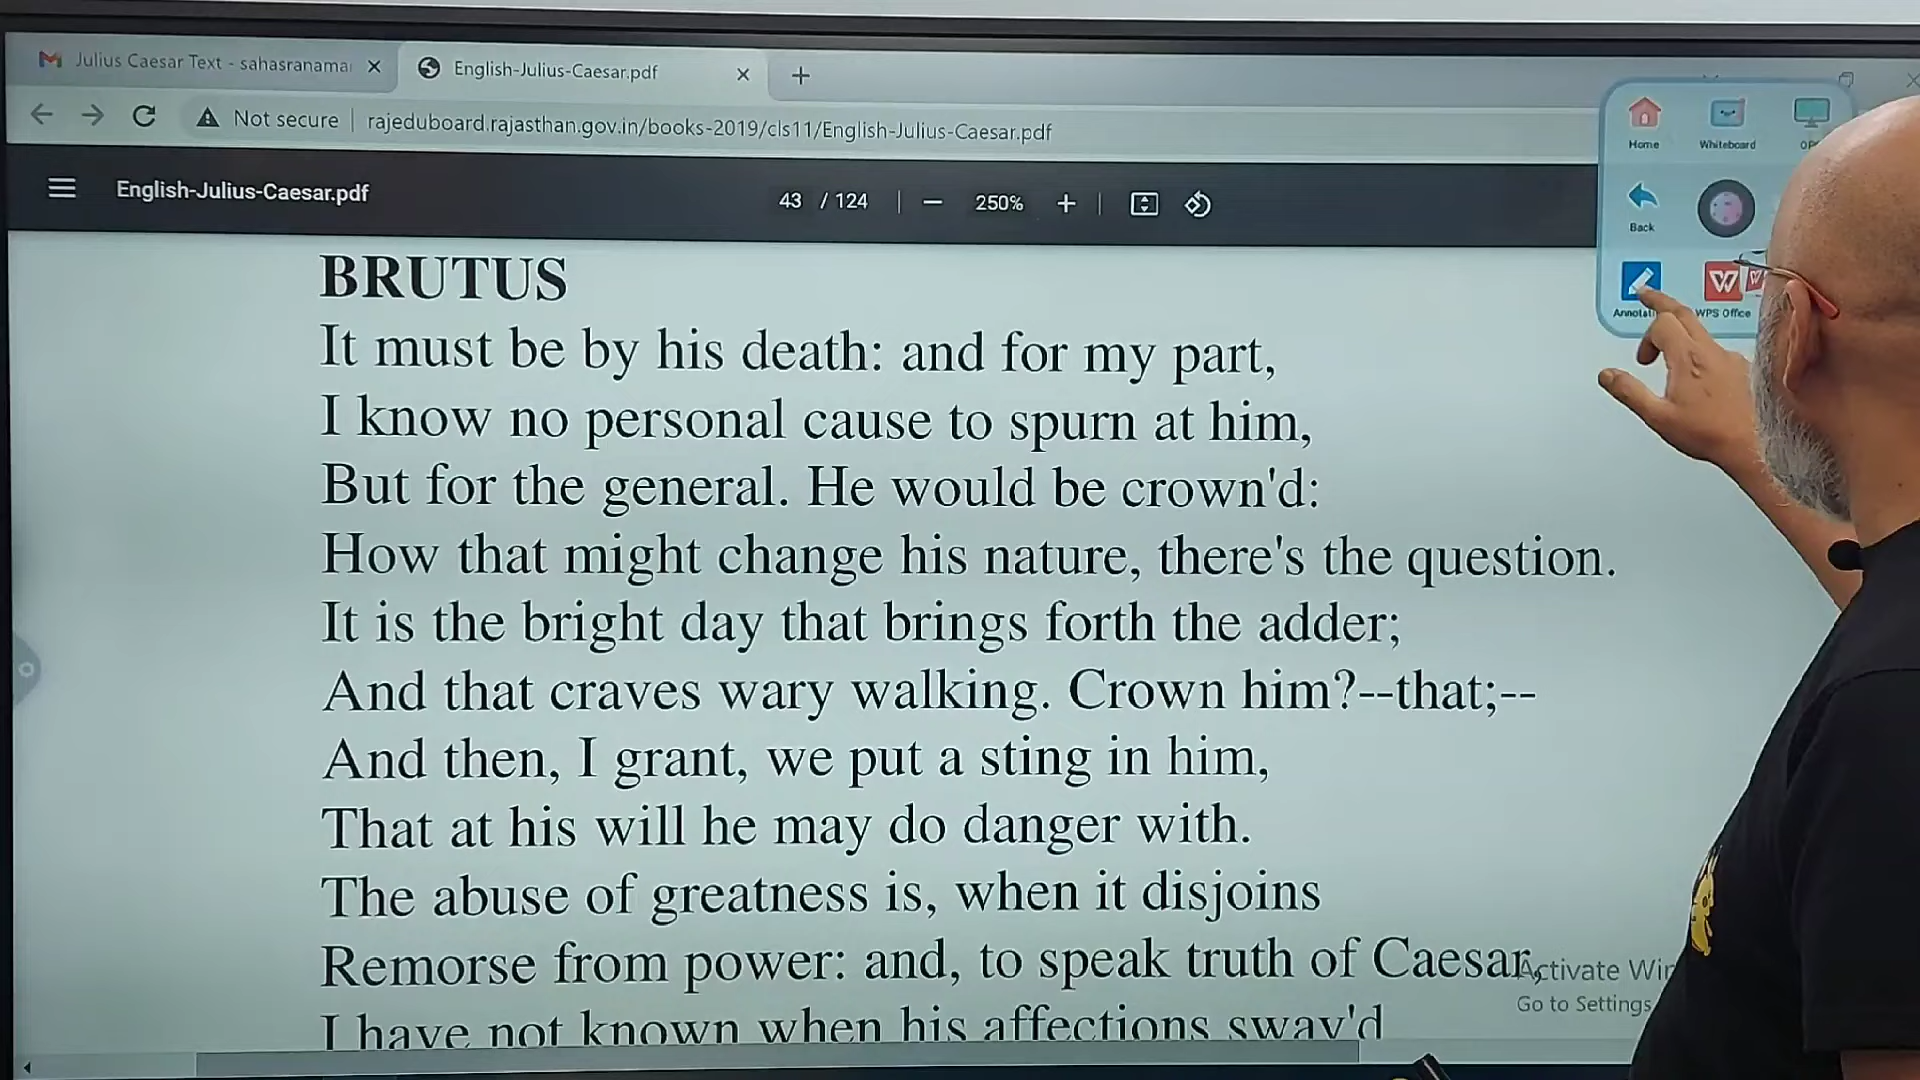 Julius Caesar Text - sahasranama
English-Julius-Caesar.pdf
Not secure
rajeduboard.rajasthan.gov.in/books-2019/cls11/English-Julius-Caesar.pdf
Home
Whiteboard
English-Julius-Caesar.pdf
43 / 124
250%
Back
WPS Office
BRUTUS
It must be by his death: and for my part,
I know no personal cause to spurn at him,
But for the general. He would be crown'd:
How that might change his nature, there's the question.
It is the bright day that brings forth the adder;
And that craves wary walking. Crown him?--that;--
And then, I grant, we put a sting in him,
That at his will he may do danger with.
The abuse of greatness is, when it disjoins
Remorse from power: and, to speak truth of Caesar,
Activate Win
Go to Settings
I have not known when his affections sway'd